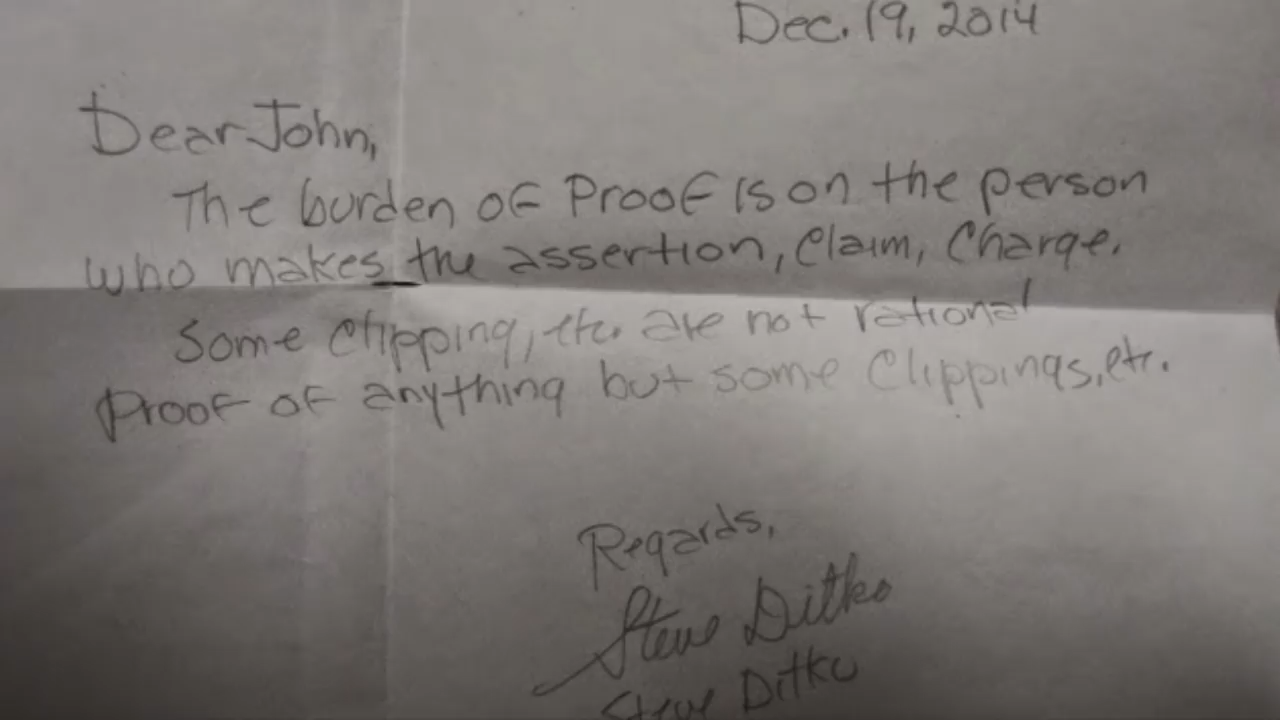 Dec. 19, 2014
Dear John,
The burden of Proof is on the person
who makes the assertion, Claim, Charge.
Some Clipping, etc. are not rational
Proof of anything but some Clippings, etc.
Regards,
Steve Ditko
Steve Ditko